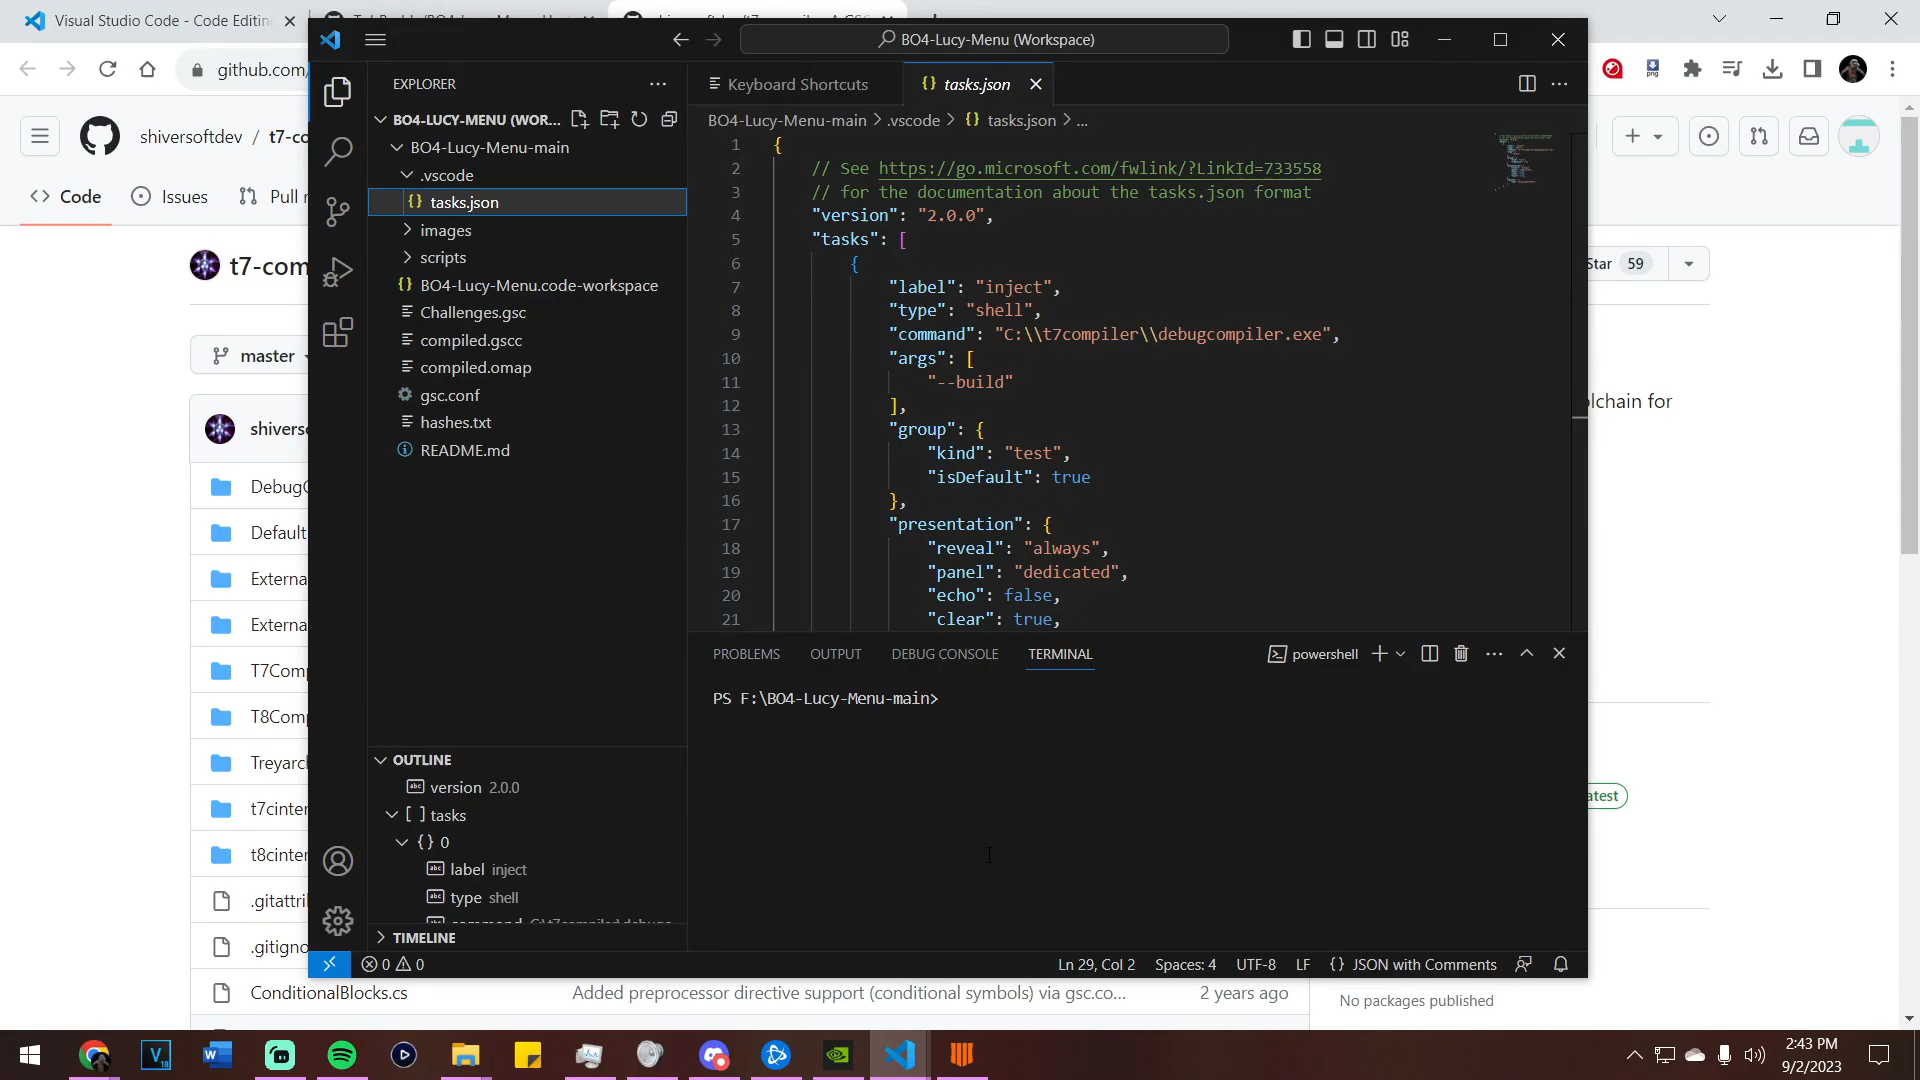 Visual Studio Code - Code Editin
github.com/
shiversoftdev / t7-co
Code
Issues
Pull r
t7-com
master
shivers
DebugC
Default
Externa
Externa
T7Comp
T8Comp
Treyarch
t7cinter
t8cinter
.gitattril
.gitigno
ConditionalBlocks.cs
Added preprocessor directive support (conditional symbols) via gsc.co...
2 years ago
Star 59
olchain for
atest
No packages published
BO4-Lucy-Menu (Workspace)
EXPLORER
BO4-LUCY-MENU (WOR...
BO4-Lucy-Menu-main
.vscode
tasks.json
images
scripts
BO4-Lucy-Menu.code-workspace
Challenges.gsc
compiled.gscc
compiled.omap
gsc.conf
hashes.txt
README.md
OUTLINE
version 2.0.0
[ ] tasks
{} 0
label inject
type shell
TIMELINE
Keyboard Shortcuts
tasks.json
BO4-Lucy-Menu-main > .vscode > {} tasks.json > ...
1 {
2 // See https://go.microsoft.com/fwlink/?LinkId=733558
3 // for the documentation about the tasks.json format
4 "version": "2.0.0",
5 "tasks": [
6 {
7 "label": "inject",
8 "type": "shell",
9 "command": "C:\\t7compiler\\debugcompiler.exe",
10 "args": [
11 "--build"
12 ],
13 "group": {
14 "kind": "test",
15 "isDefault": true
16 },
17 "presentation": {
18 "reveal": "always",
19 "panel": "dedicated",
20 "echo": false,
21 "clear": true,
PROBLEMS
OUTPUT
DEBUG CONSOLE
TERMINAL
powershell
PS F:\BO4-Lucy-Menu-main>
0 0
Ln 29, Col 2
Spaces: 4
UTF-8
LF
{} JSON with Comments
2:43 PM
9/2/2023